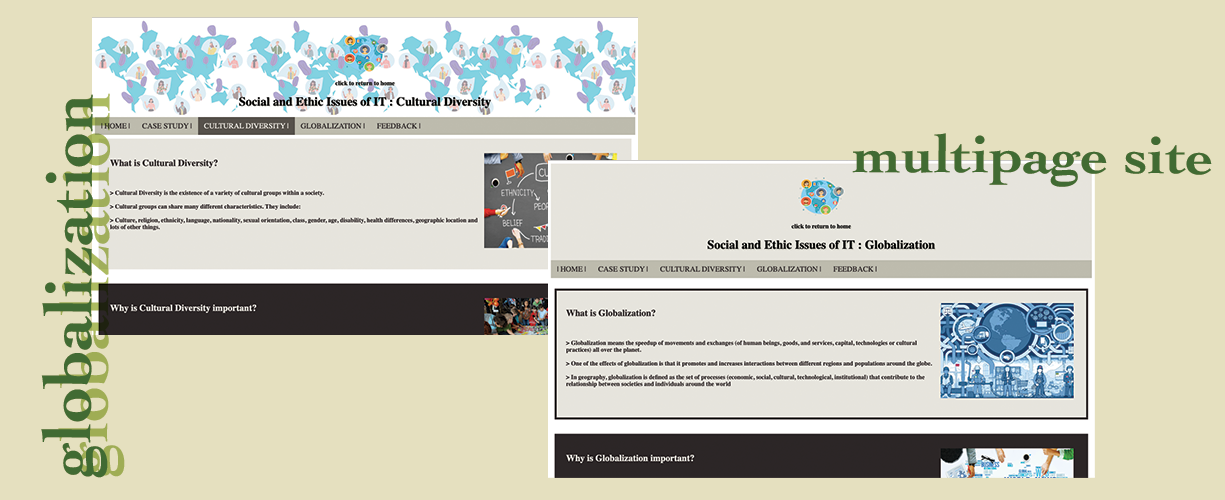 globalization
globalization
click to return to home
Social and Ethic Issues of IT : Cultural Diversity
| HOME | CASE STUDY | CULTURAL DIVERSITY | GLOBALIZATION | FEEDBACK |
What is Cultural Diversity?
> Cultural Diversity is the existence of a variety of cultural groups within a society.
> Cultural groups can share many different characteristics. They include:
> Culture, religion, ethnicity, language, nationality, sexual orientation, class, gender, age, disability, health differences, geographic location and
lots of other things.
CU
ETHNICITY
PEOP
BELIEF
TRADI
Why is Cultural Diversity important?
multipage site
click to return to home
Social and Ethic Issues of IT : Globalization
| HOME | CASE STUDY | CULTURAL DIVERSITY | GLOBALIZATION | FEEDBACK |
What is Globalization?
> Globalization means the speedup of movements and exchanges (of human beings, goods, and services, capital, technologies or cultural
practices) all over the planet.
> One of the effects of globalization is that it promotes and increases interactions between different regions and populations around the globe.
> In geography, globalization is defined as the set of processes (economic, social, cultural, technological, institutional) that contribute to the
relationship between societies and individuals around the world
Why is Globalization important?